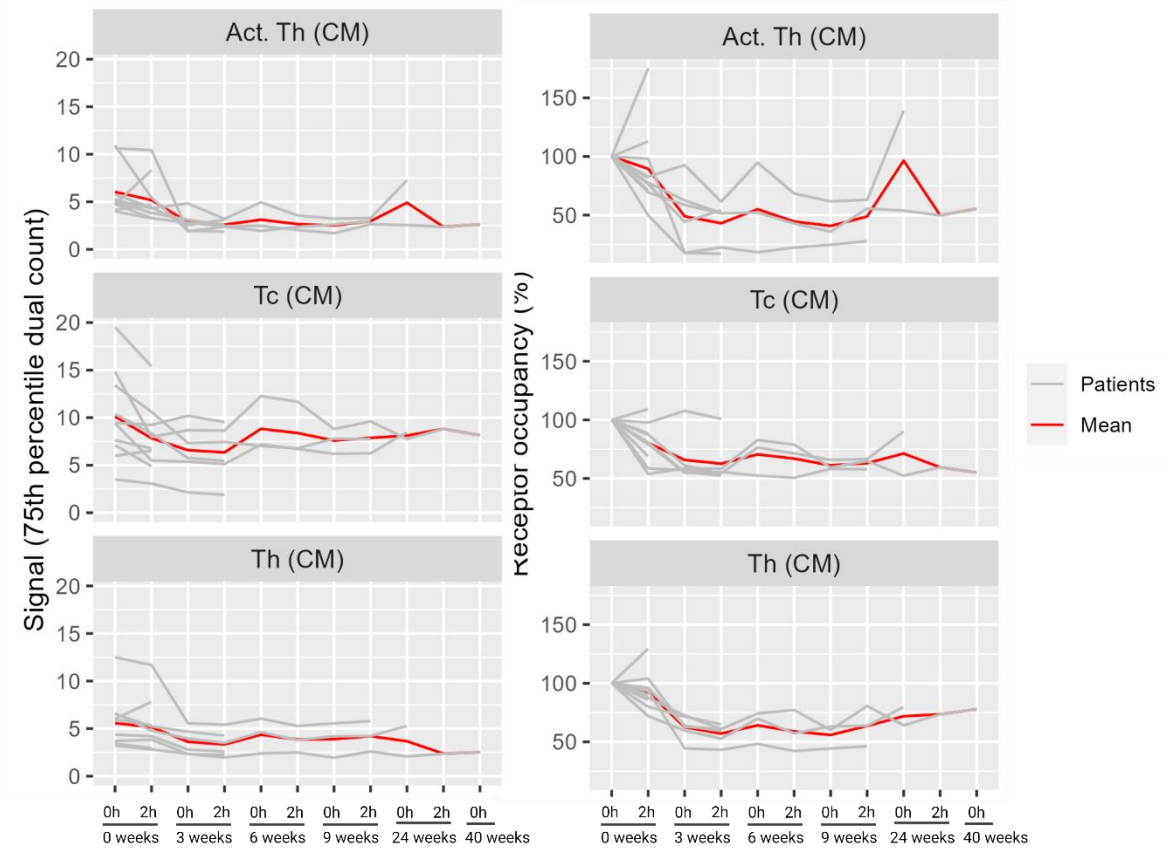 Act. Th (CM)
20
15
10
5
0
Tc (CM)
20
15
10
5
0
Th (CM)
20
15
10
5
0
Signal (75th percentile dual count)
0h 2h 0h 2h 0h 2h 0h 2h 0h 2h 0h
0 weeks 3 weeks 6 weeks 9 weeks 24 weeks 40 weeks
Act. Th (CM)
150
100
50
Tc (CM)
150
100
50
Th (CM)
150
100
50
Receptor occupancy (%)
0h 2h 0h 2h 0h 2h 0h 2h 0h 2h 0h
0 weeks 3 weeks 6 weeks 9 weeks 24 weeks 40 weeks
Patients
Mean